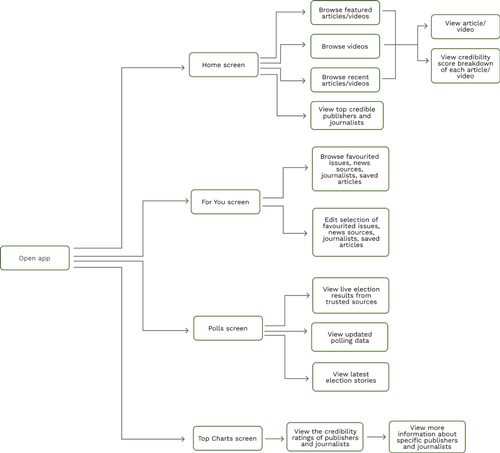 Browse featured
articles/videos
View article/
video
Browse videos
Home screen
View credibility
score breakdown
of each article/
video
Browse recent
articles/videos
View top credible
publishers and
journalists
Browse favourited
issues, news
sources,
journalists, saved
articles
For You screen
Edit selection of
favourited issues,
news sources,
journalists, saved
articles
Open app
View live election
results from
trusted sources
Polls screen
View updated
polling data
View latest
election stories
Top Charts screen
View the credibility
ratings of publishers
and journalists
View more
information about
specific publishers
and journalists